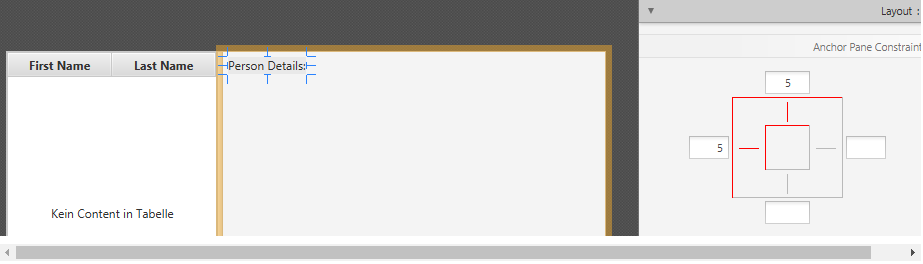 Layout :
Anchor Pane Constraint
First Name
Last Name
Person Details:
5
5
Kein Content in Tabelle